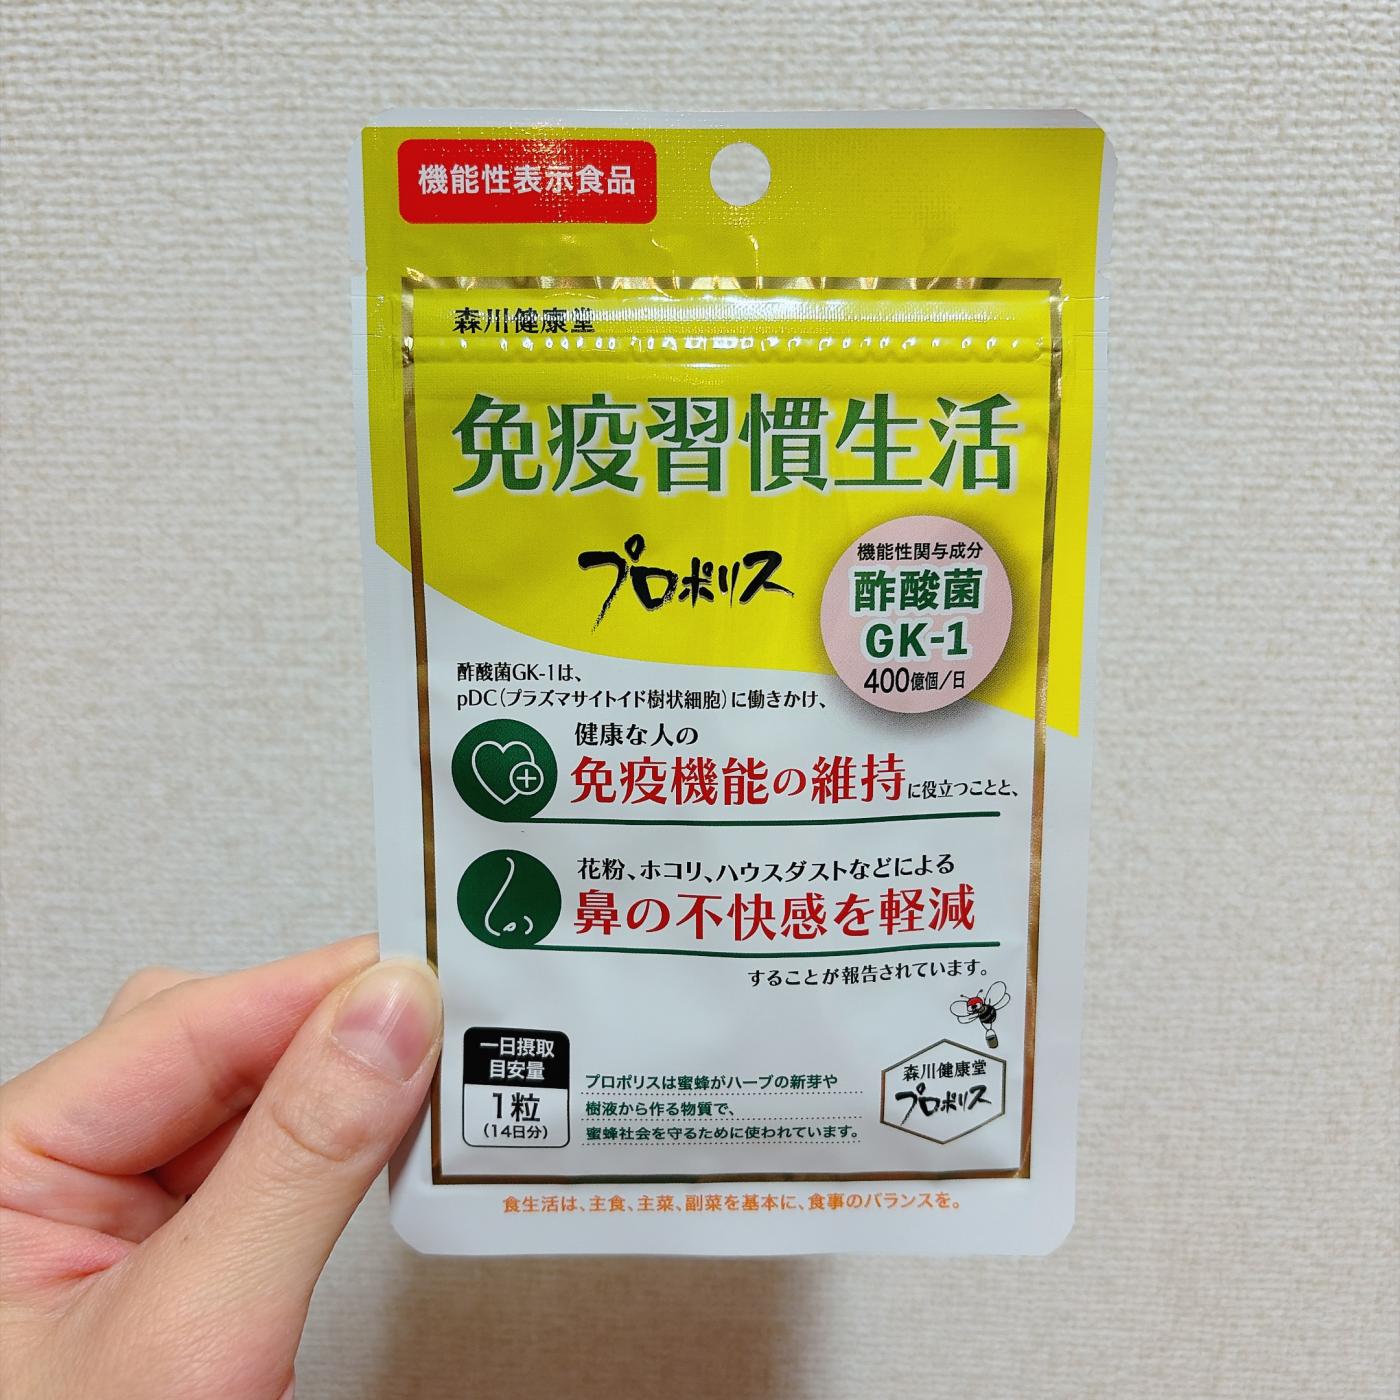 機能性表示食品
森川健康堂
免疫習慣生活
プロポリス
機能性関与成分
酢酸菌
GK-1
400億個/日
酢酸菌GK-1は、
pDC(プラズマサイトイド樹状細胞)に働きかけ、
健康な人の
免疫機能の維持に役立つことと、
花粉、ホコリ、ハウスダストなどによる
鼻の不快感を軽減
することが報告されています。
一日摂取
目安量
1粒
(14日分)
プロポリスは蜜蜂がハーブの新芽や
樹液から作る物質で、
蜜蜂社会を守るために使われています。
森川健康堂
プロポリス
食生活は、主食、主菜、副菜を基本に、食事のバランスを。